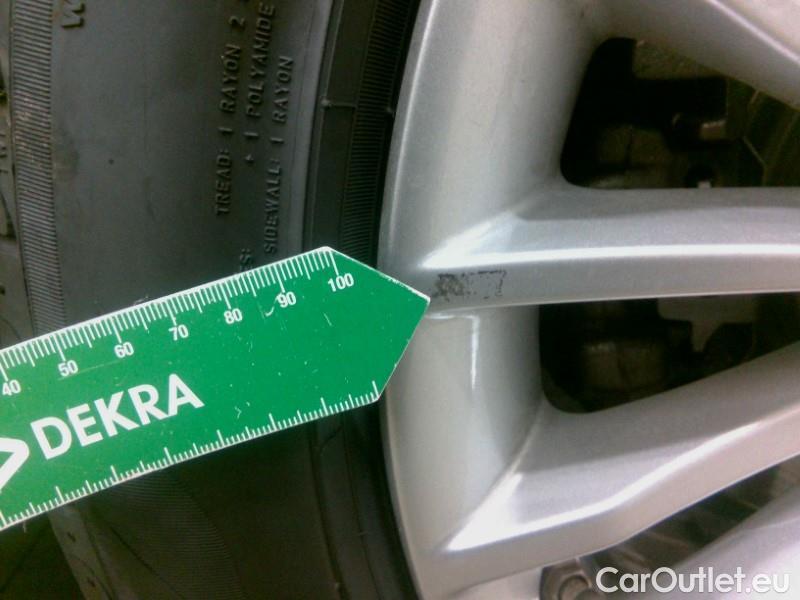 TREAD: 1 RAYON 2
+ 1 POLYAMIDE
SIDEWALL: 1 RAYON
40 50 60 70 80 90 100
DEKRA
CarOutlet.eu